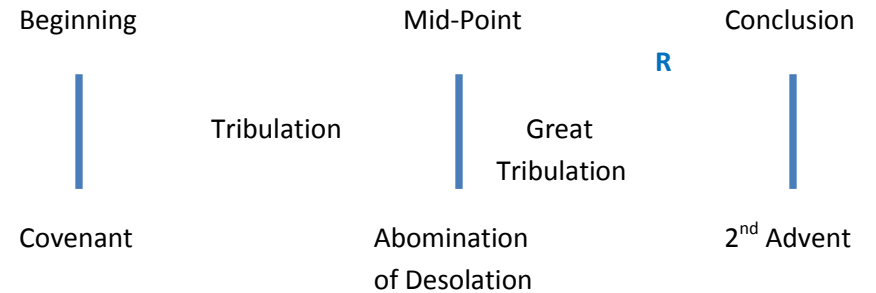 Beginning Mid-Point Conclusion
R
Tribulation Great
Tribulation
Covenant Abomination 2nd Advent
of Desolation